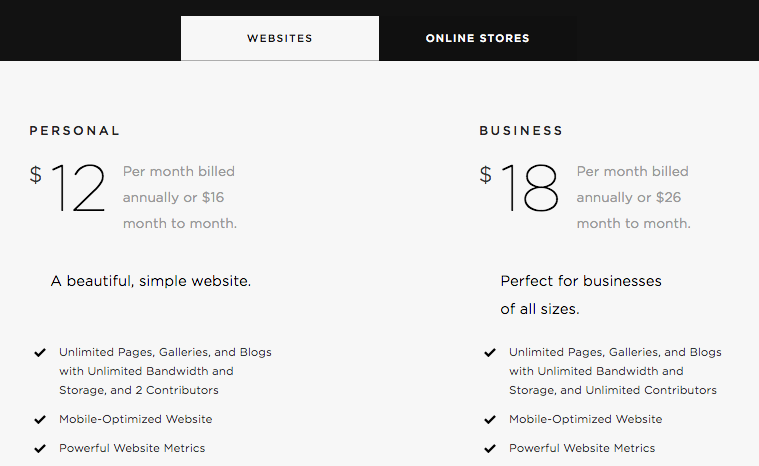 WEBSITES
ONLINE STORES
PERSONAL
$12
Per month billed
annually or $16
month to month.
A beautiful, simple website.
Unlimited Pages, Galleries, and Blogs
with Unlimited Bandwidth and
Storage, and 2 Contributors
Mobile-Optimized Website
Powerful Website Metrics
BUSINESS
$18
Per month billed
annually or $26
month to month.
Perfect for businesses
of all sizes.
Unlimited Pages, Galleries, and Blogs
with Unlimited Bandwidth and
Storage, and Unlimited Contributors
Mobile-Optimized Website
Powerful Website Metrics